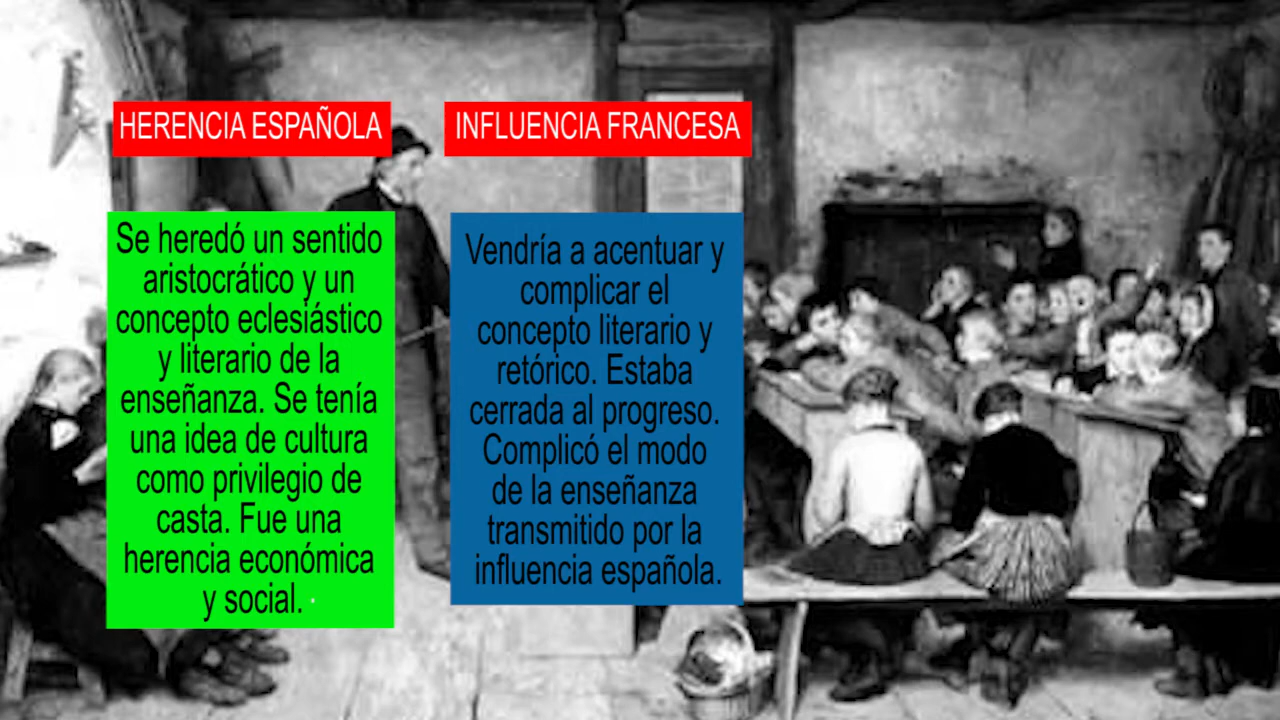 HERENCIA ESPAÑOLA
INFLUENCIA FRANCESA
Se heredó un sentido
aristocrático y un
concepto eclesiástico
y literario de la
enseñanza. Se tenía
una idea de cultura
como privilegio de
casta. Fue una
herencia económica
y social.
Vendría a acentuar y
complicar el
concepto literario y
retórico. Estaba
cerrada al progreso.
Complicó el modo
de la enseñanza
transmitido por la
influencia española.